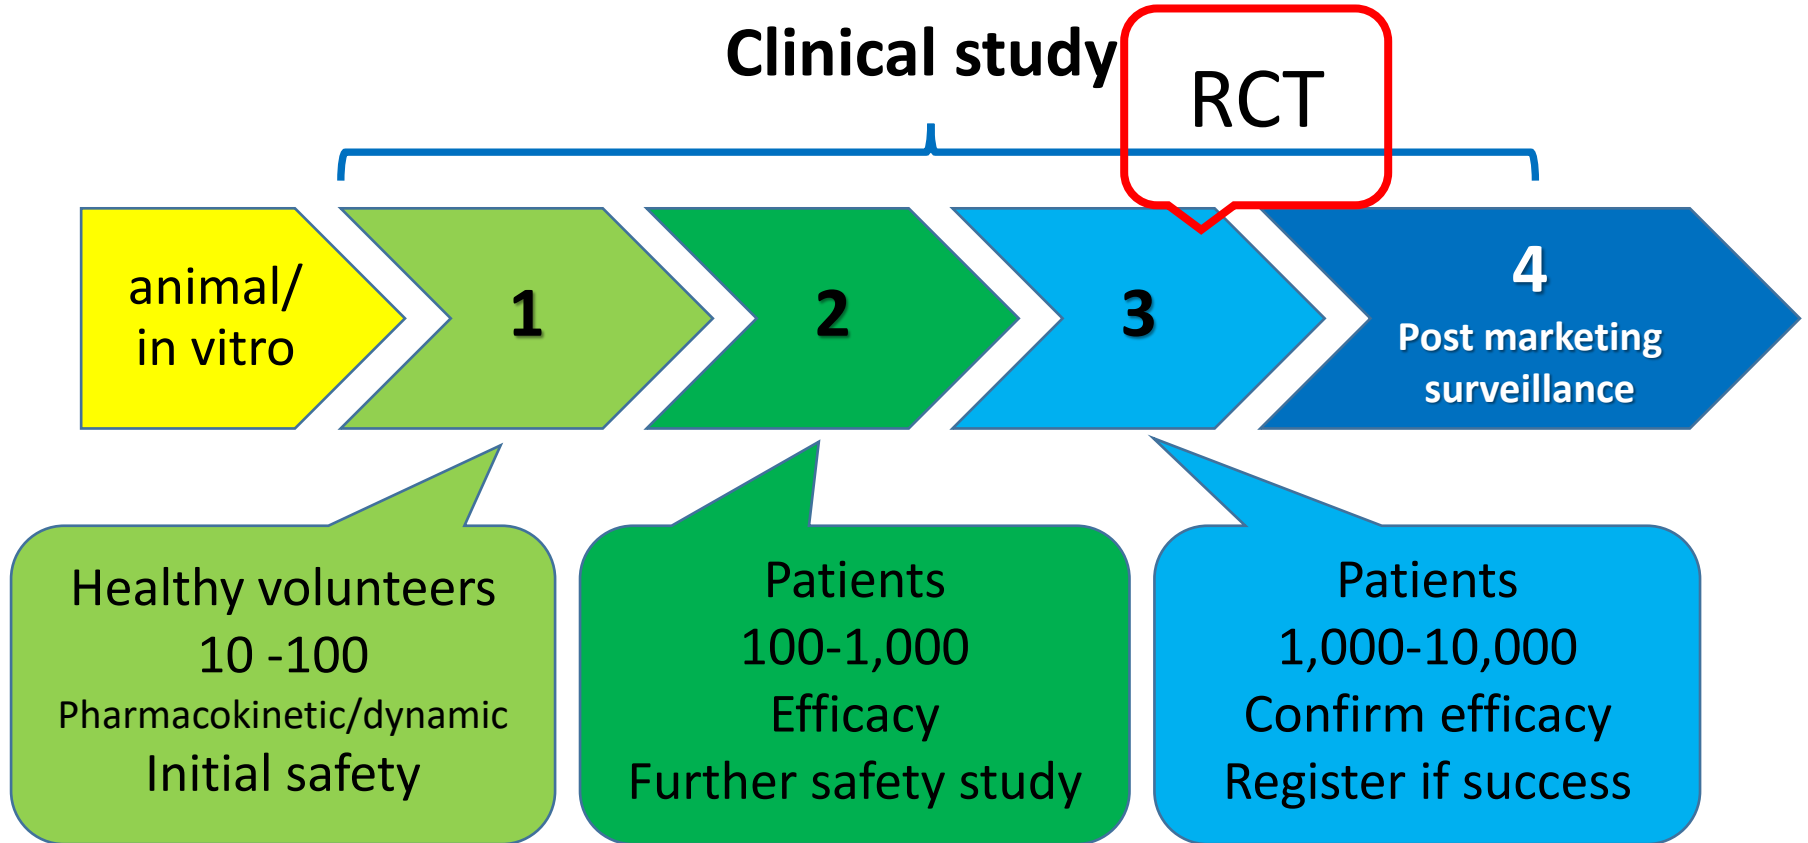 Clinical study
RCT
animal/
in vitro
1
2
3
4
Post marketing
surveillance
Healthy volunteers
10 -100
Pharmacokinetic/dynamic
Initial safety
Patients
100-1,000
Efficacy
Further safety study
Patients
1,000-10,000
Confirm efficacy
Register if success